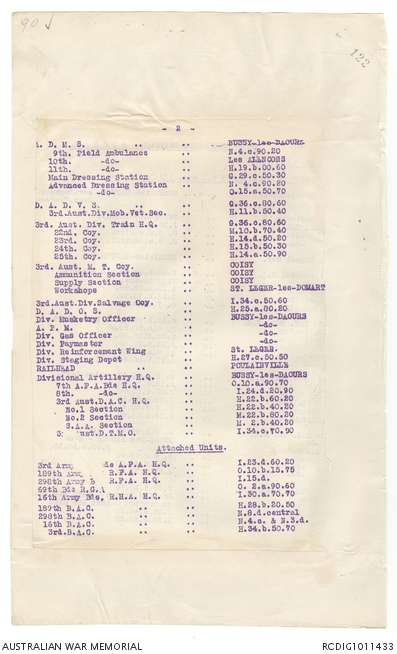 90
122
- 2 -
A. D. M. S. .. .. BUSSY-les-DAOURS
9th. Field Ambulance .. N.4.c.90.20
10th. -do- .. Les ALENCONS
11th. -do- .. H.19.b.00.60
Main Dressing Station .. O.29.c.50.30
Advanced Dressing Station .. N. 4.c.90.20
-do- .. O.15.a.50.70
D. A. D. V. S. .. .. O.36.c.80.60
3rd.Aust.Div.Mob.Vet.Sec. .. H.11.b.50.40
3rd. Aust. Div. Train H.Q. .. O.36.c.80.60
22nd. Coy. .. M.10.b.70.40
23rd. Coy. .. H.14.d.50.20
24th. Coy. .. H.15.b.50.30
25th. Coy. .. H.14.a.50.90
3rd. Aust. M. T. Coy. .. COISY
Ammunition Section .. COISY
Supply Section .. COISY
Workshops .. ST. LEGER-les-DOMART
3rd.Aust.Div.Salvage Coy. .. I.34.c.50.60
D. A. D. O. S. .. H.25.a.00.80
Div. Musketry Officer .. BUSSY-les-DAOURS
A. P. M. .. -do-
Div. Gas Officer .. -do-
Div. Paymaster .. -do-
Div. Reinforcement Wing .. St. LEGER.
Div. Staging Depot .. H.27.c.50.50
RAILHEAD .. .. POULAINVILLE
Divisional Artillery H.Q. .. BUSSY-les-DAOURS
7th A.F.A.Bde H.Q. .. O.10.a.90.70
8th. -do- .. I.24.d.20.90
3rd Aust.D.A.C. H.Q. .. H.22.b.60.20
No.1 Section .. H.22.b.40.20
No.2 Section .. M.22.b.80.20
S.A.A. Section .. M. 2.b.40.20
3 ust.D.T.M.O. .. I.34.c.70.90
Attached Units.
3rd Army de A.F.A. H.Q. .. I.23.d.60.20
189th Arm R.F.A. H.Q. .. O.10.b.15.75
298th Army B R.F.A. H.Q. .. I.15.d.
69th Bde R.G.A .. O. 2.a.90.60
16th Army Bde, R.H.A. H.Q. .. I.30.a.70.70
189th B.A.C. .. H.28.b.20.50
298th B.A.C. .. N.8.d.central
16th B.A.C. .. N.4.c. & N.3.d.
3rd.B.A.C. .. H.34.b.50.70
AUSTRALIAN WAR MEMORIAL
RCDIG1011433